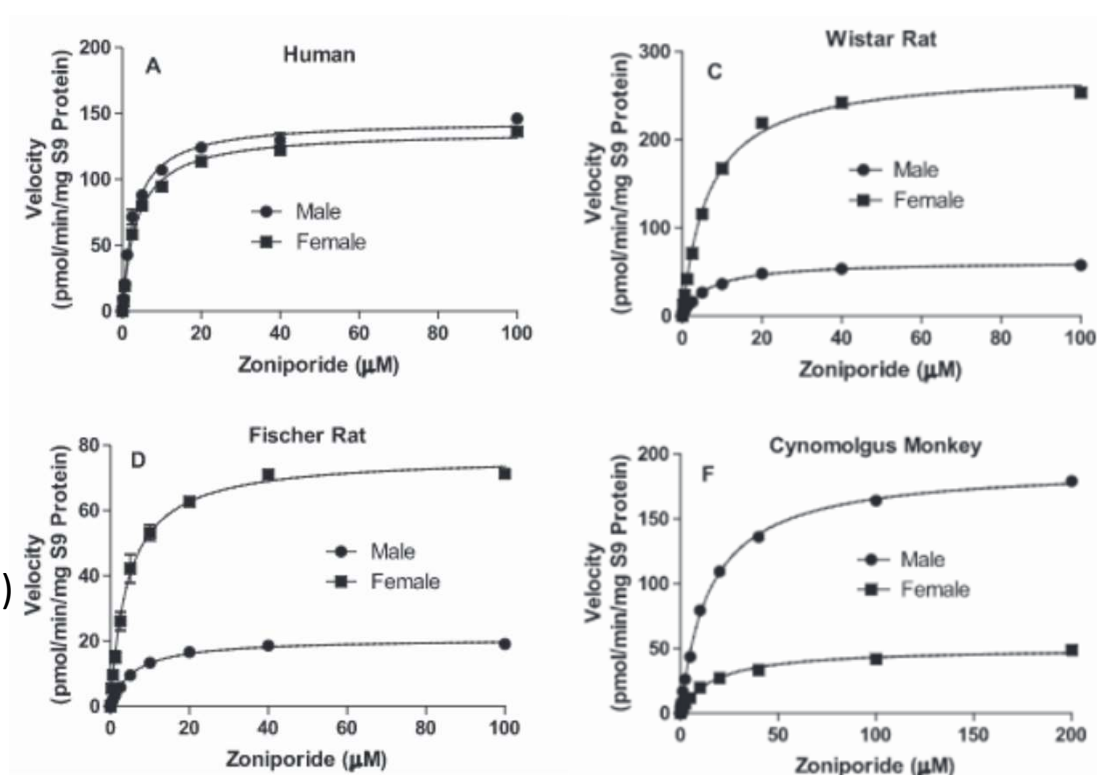 Human
A
200
150
100
50
0
Velocity
(pmol/min/mg S9 Protein)
Male
Female
0 20 40 60 80 100
Zoniporide (μM)
Wistar Rat
C
300
200
100
0
Velocity
(pmol/min/mg S9 Protein)
Male
Female
0 20 40 60 80 100
Zoniporide (μM)
Fischer Rat
D
80
60
40
20
0
)
Velocity
(pmol/min/mg S9 Protein)
Male
Female
0 20 40 60 80 100
Zoniporide (μM)
Cynomolgus Monkey
F
200
150
100
50
0
Velocity
(pmol/min/mg S9 Protein)
Male
Female
0 50 100 150 200
Zoniporide (μM)